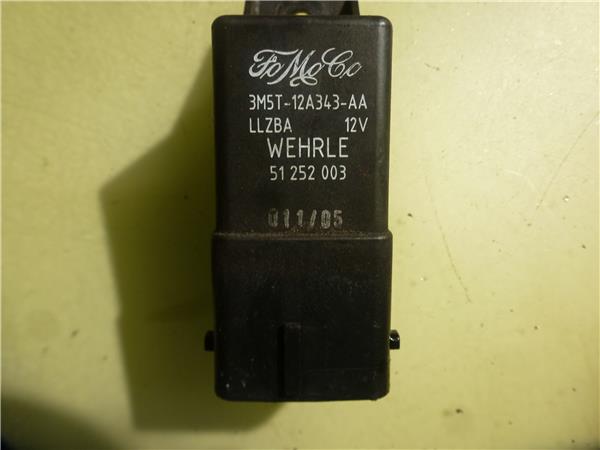 FoMoCo
3M5T-12A343-AA
LLZBA 12V
WEHRLE
51 252 003
011/05